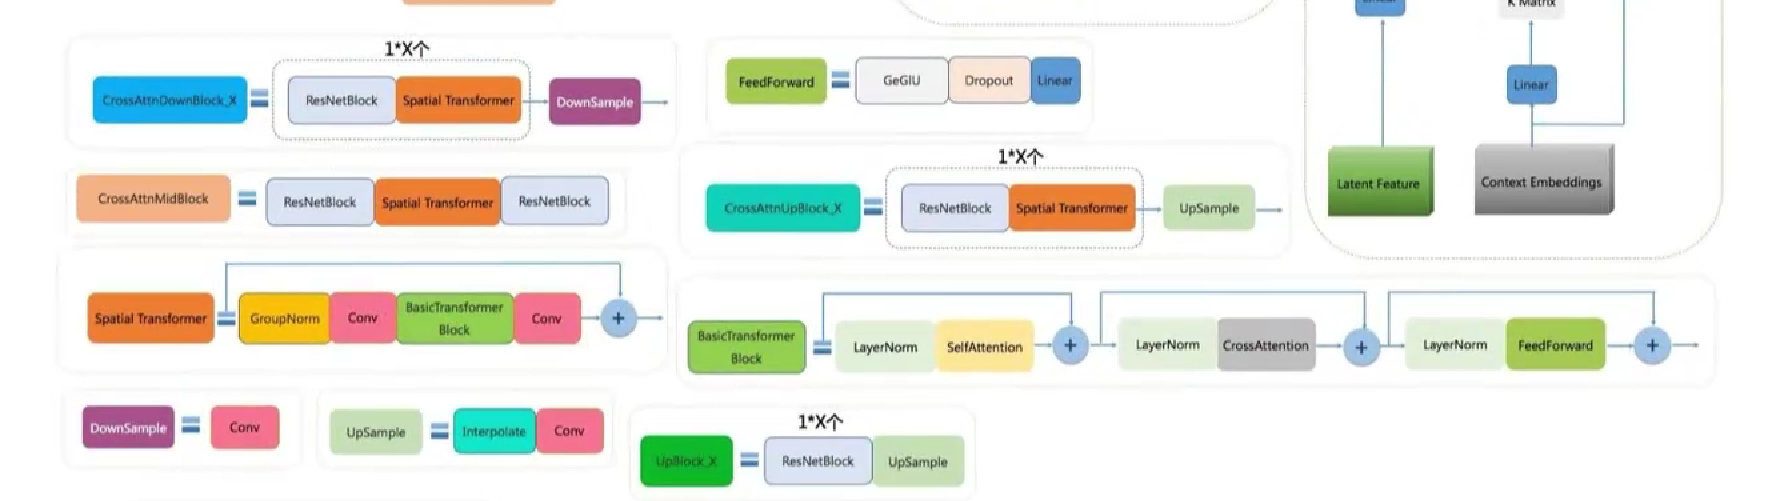 1*X个
CrossAttnDownBlock_X
ResNetBlock
Spatial Transformer
DownSample
FeedForward
GeGlU
Dropout
Linear
K Matrix
Linear
Latent Feature
Context Embeddings
CrossAttnMidBlock
ResNetBlock
Spatial Transformer
ResNetBlock
1*X个
CrossAttnUpBlock_X
ResNetBlock
Spatial Transformer
UpSample
Spatial Transformer
GroupNorm
Conv
BasicTransformer
Block
Conv
+
BasicTransformer
Block
LayerNorm
SelfAttention
+
LayerNorm
CrossAttention
+
LayerNorm
FeedForward
+
DownSample
Conv
UpSample
Interpolate
Conv
1*X个
UpBlock_X
ResNetBlock
UpSample